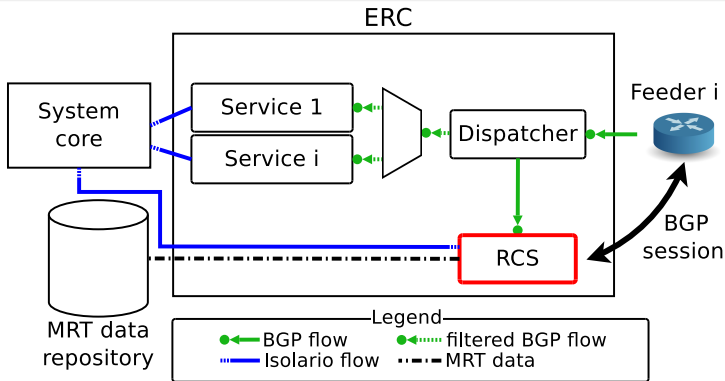 ERC
System
core
Service 1
Service i
Dispatcher
Feeder i
RCS
BGP
session
MRT data
repository
Legend
BGP flow
filtered BGP flow
Isolario flow
MRT data